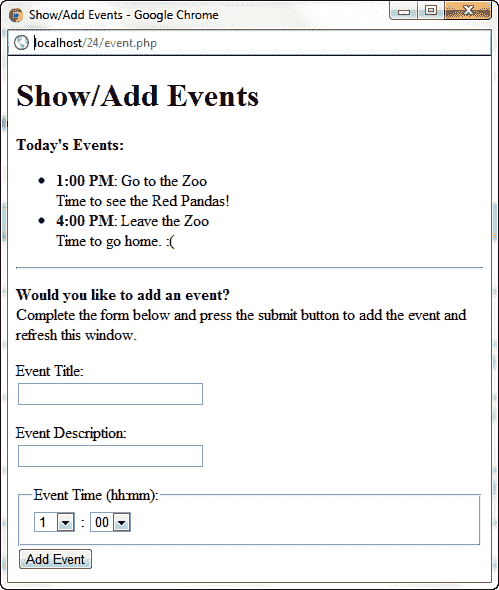 Show/Add Events - Google Chrome
localhost/24/event.php
Show/Add Events
Today's Events:
1:00 PM: Go to the Zoo
Time to see the Red Pandas!
4:00 PM: Leave the Zoo
Time to go home. :(
Would you like to add an event?
Complete the form below and press the submit button to add the event and
refresh this window.
Event Title:
Event Description:
Event Time (hh:mm):
1 : 00
Add Event